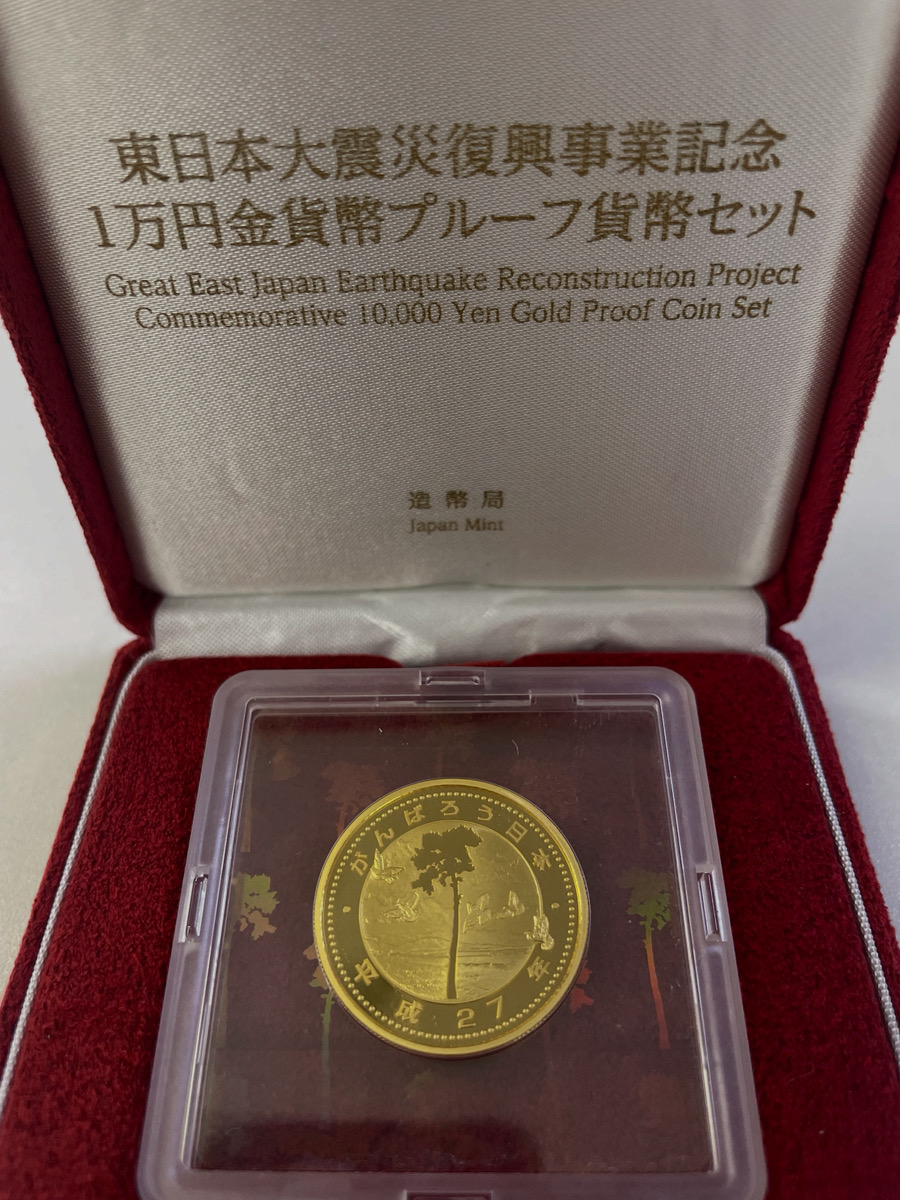 東日本大震災復興事業記念
1万円金貨幣プルーフ貨幣セット
Great East Japan Earthquake Reconstruction Project
Commemorative 10,000 Yen Gold Proof Coin Set
造幣局
Japan Mint
がんばろう日本
平成27年